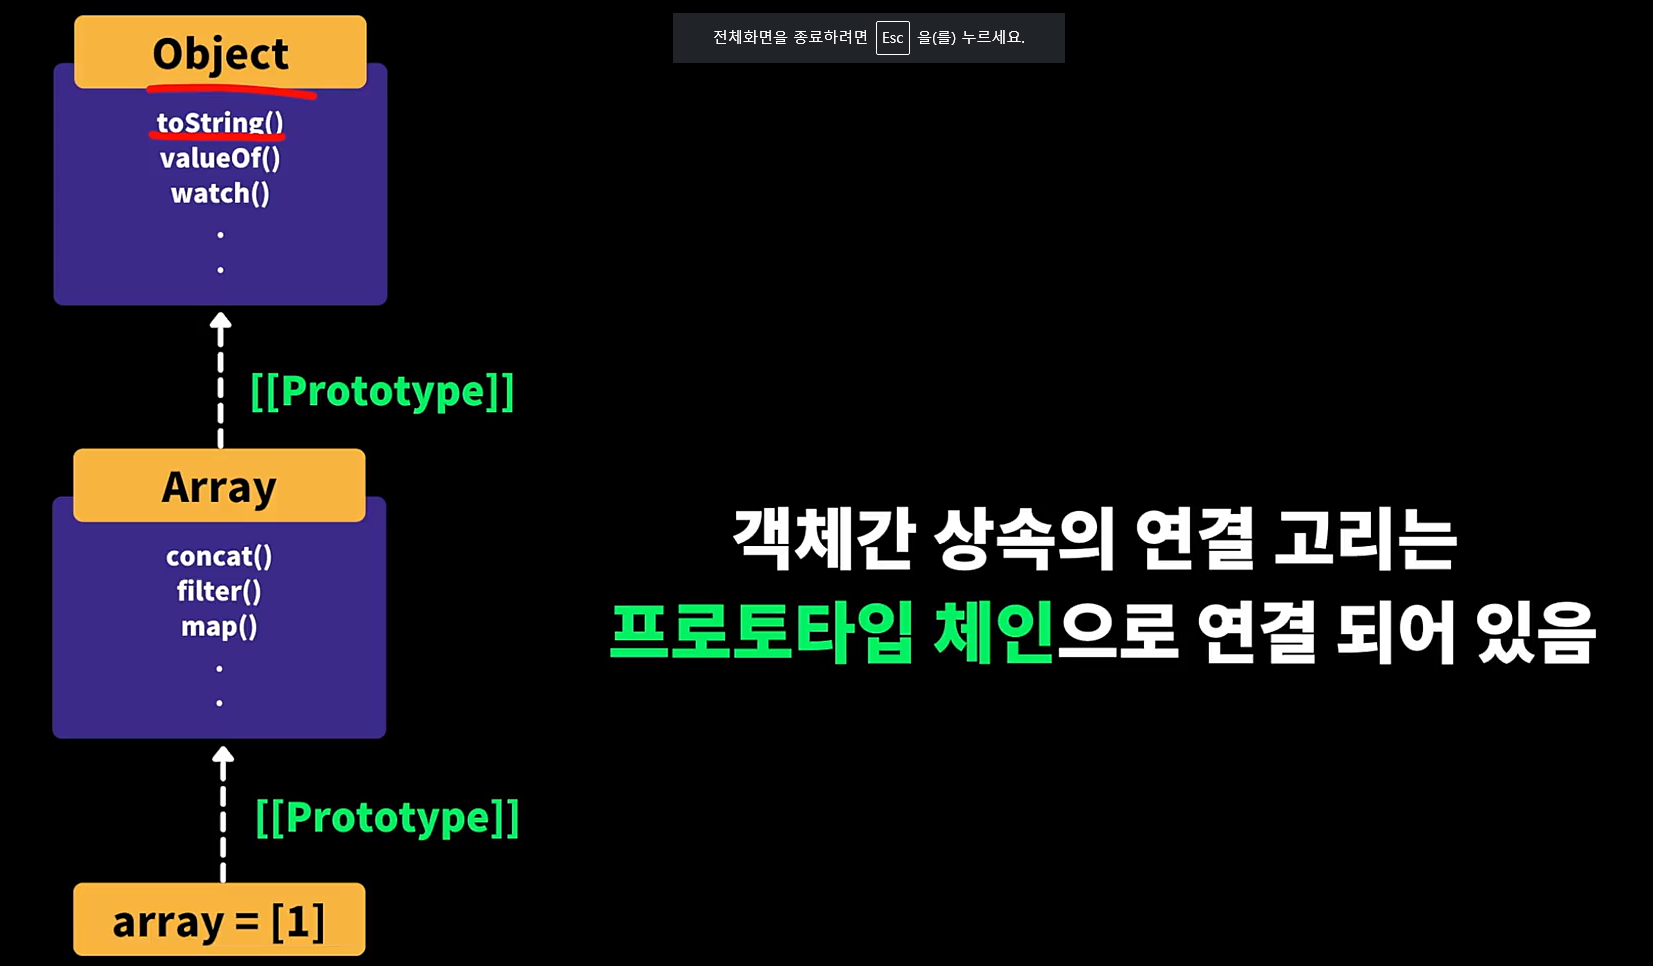 전체화면을 종료하려면 Esc 을(를) 누르세요.
Object
toString()
valueOf()
watch()
.
.
[[Prototype]]
Array
concat()
filter()
map()
.
.
[[Prototype]]
array = [1]
객체간 상속의 연결 고리는
프로토타입 체인으로 연결 되어 있음